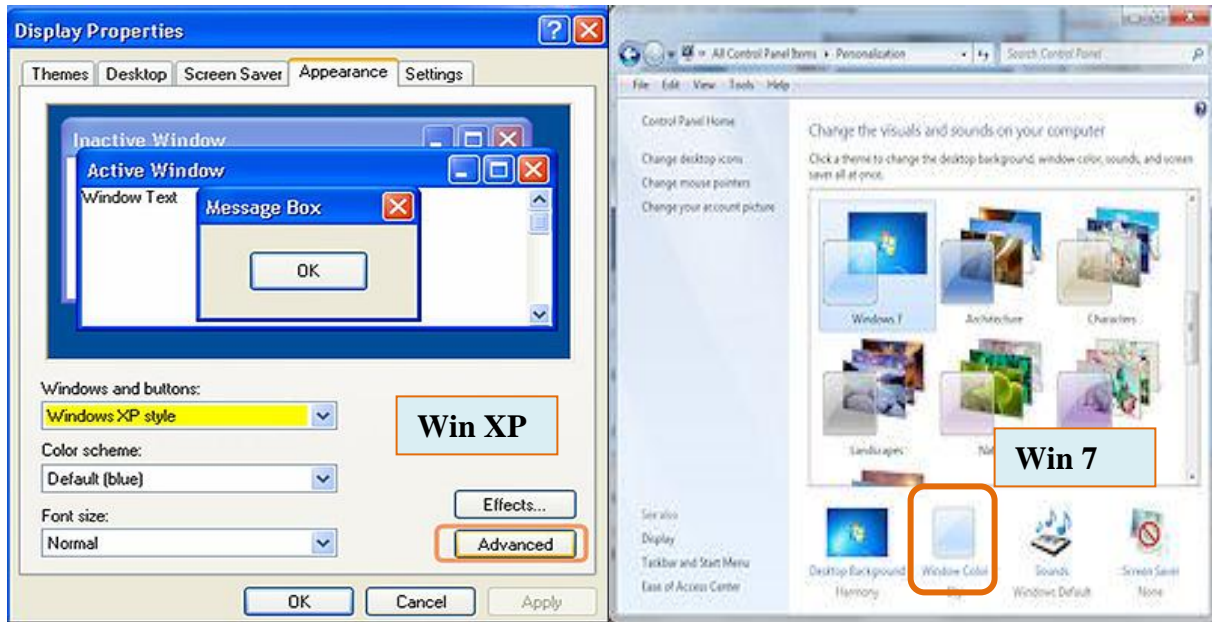 Display Properties
Themes Desktop Screen Saver Appearance Settings
Inactive Window
Active Window
Window Text
Message Box
OK
Windows and buttons:
Windows XP style
Color scheme:
Default (blue)
Font size:
Normal
Effects...
Advanced
OK Cancel Apply
Win XP
All Control Panel Items Personalization
Search Control Panel
File Edit View Tools Help
Control Panel Home
Change desktop icons
Change mouse pointers
Change your account picture
See also
Display
Taskbar and Start Menu
Ease of Access Center
Change the visuals and sounds on your computer
Click a theme to change the desktop background, window color, sounds, and screen
saver all at once.
Windows 7 Architecture Characters
Landscapes
Win 7
Desktop Background Window Color Sounds Screen Saver
Harmony Sky Windows Default None